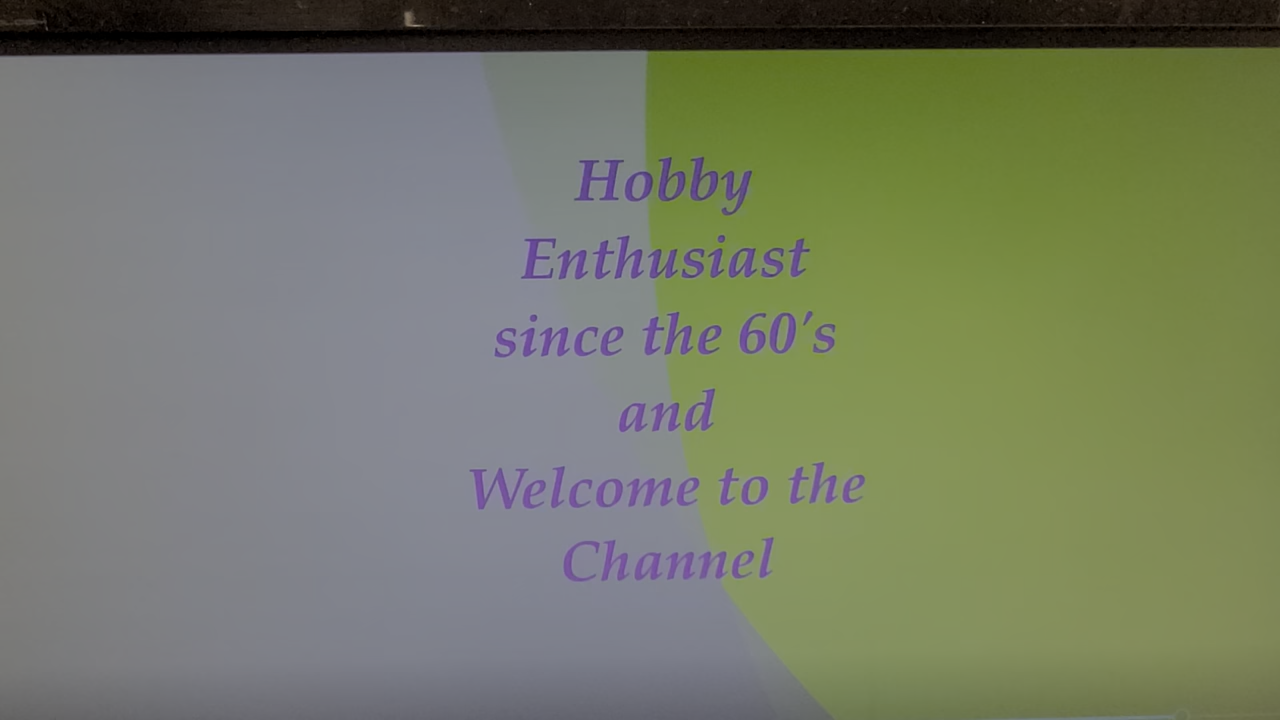 Hobby
Enthusiast
since the 60's
and
Welcome to the
Channel